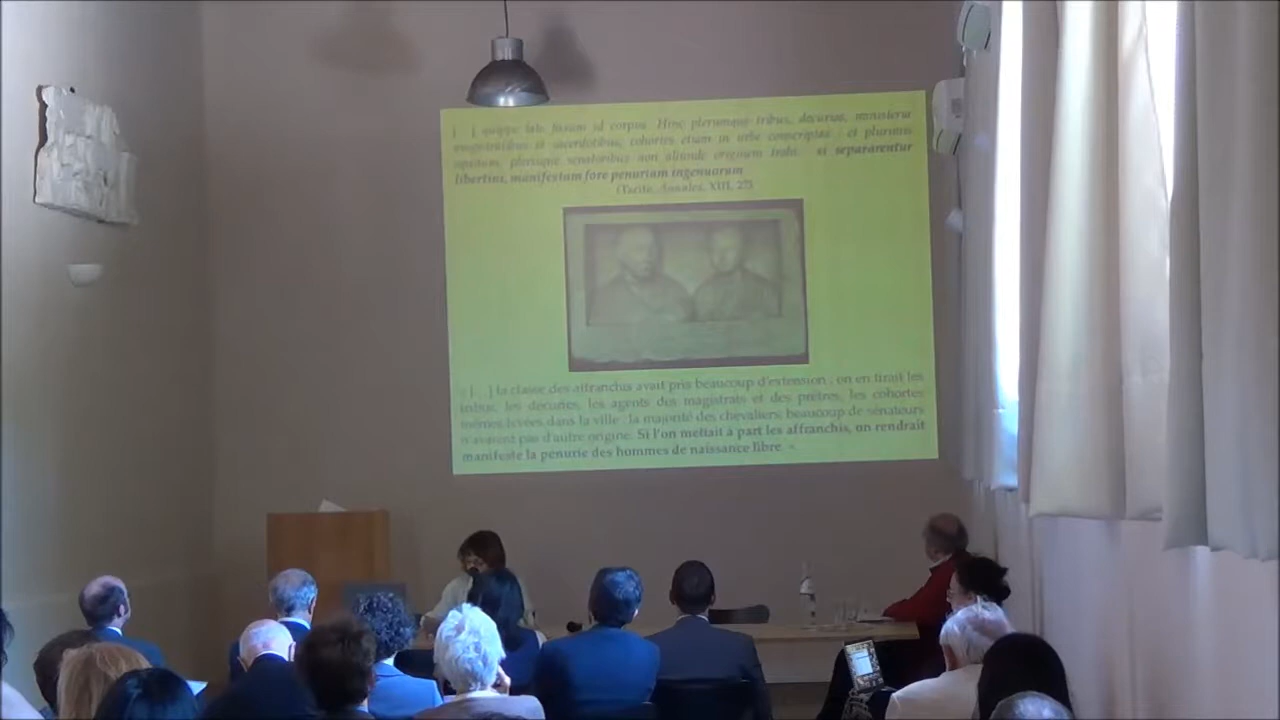 [...] quippe late fusum id corpus. Hinc plerumque tribus, decurias, ministeria
magistratibus et sacerdotibus, cohortes etiam in urbe conscriptas ; et plurimis
equitum, plerisque senatoribus non aliunde originem trahi : si separarentur
libertini, manifestam fore penuriam ingenuorum
(Tacite, Annales, XIII, 27)
« [...] la classe des affranchis avait pris beaucoup d'extension ; on en tirait les
tribus, les décuries, les agents des magistrats et des prêtres, les cohortes
mêmes levées dans la ville ; la majorité des chevaliers, beaucoup de sénateurs
n'avaient pas d'autre origine. Si l'on mettait à part les affranchis, on rendrait
manifeste la pénurie des hommes de naissance libre. »